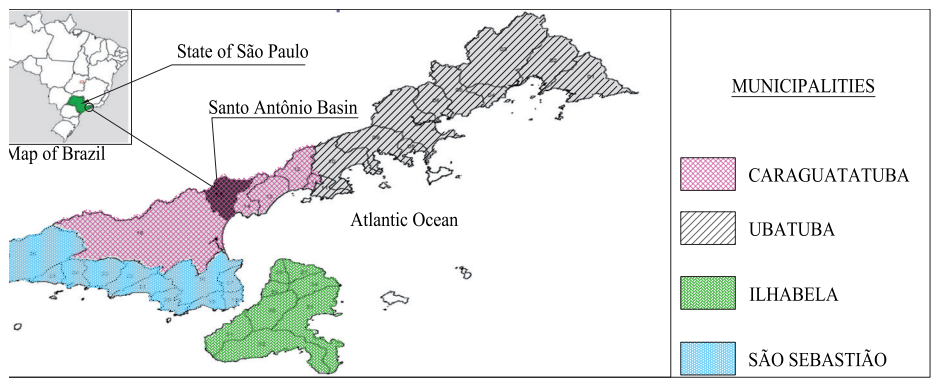 State of São Paulo
Santo Antônio Basin
Map of Brazil
Atlantic Ocean
MUNICIPALITIES
CARAGUATATUBA
UBATUBA
ILHABELA
SÃO SEBASTIÃO